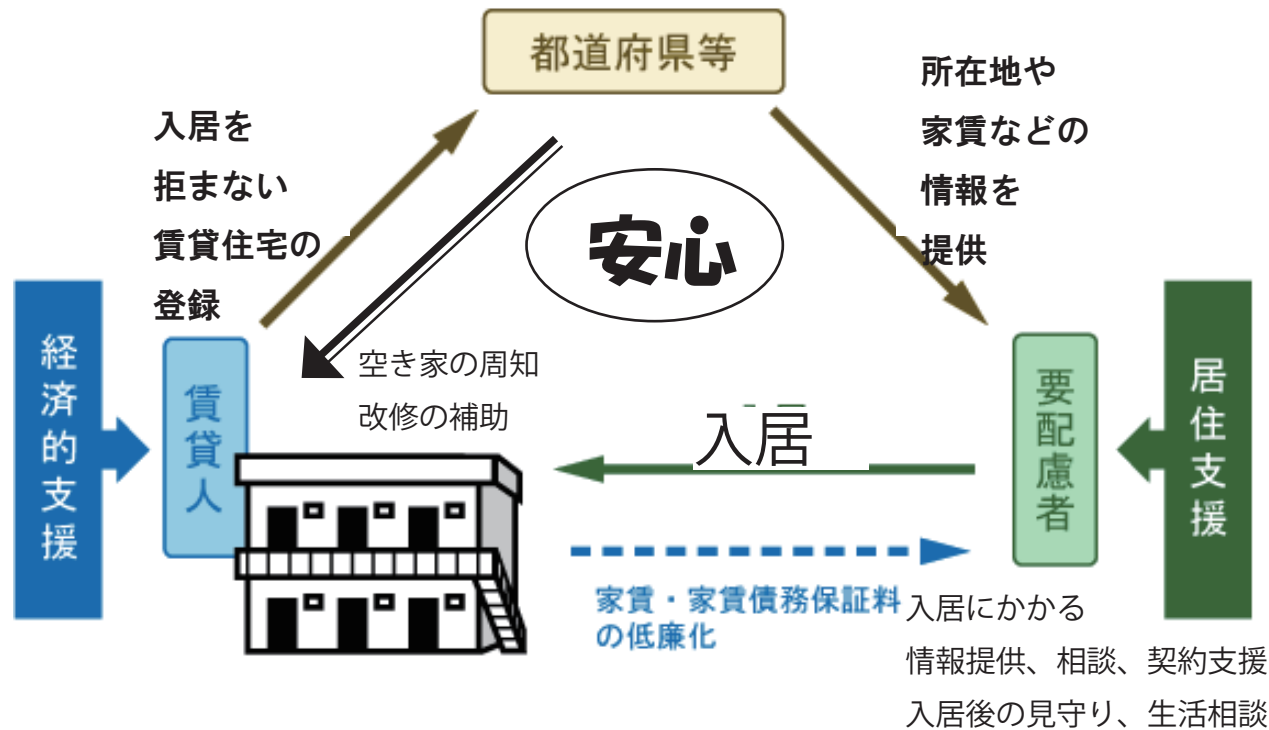 都道府県等
入居を
拒まない
賃貸住宅の
登録
所在地や
家賃などの
情報を
提供
安心
経済的支援
賃貸人
空き家の周知
改修の補助
入居
要配慮者
居住支援
家賃・家賃債務保証料
の低廉化
入居にかかる
情報提供、相談、契約支援
入居後の見守り、生活相談